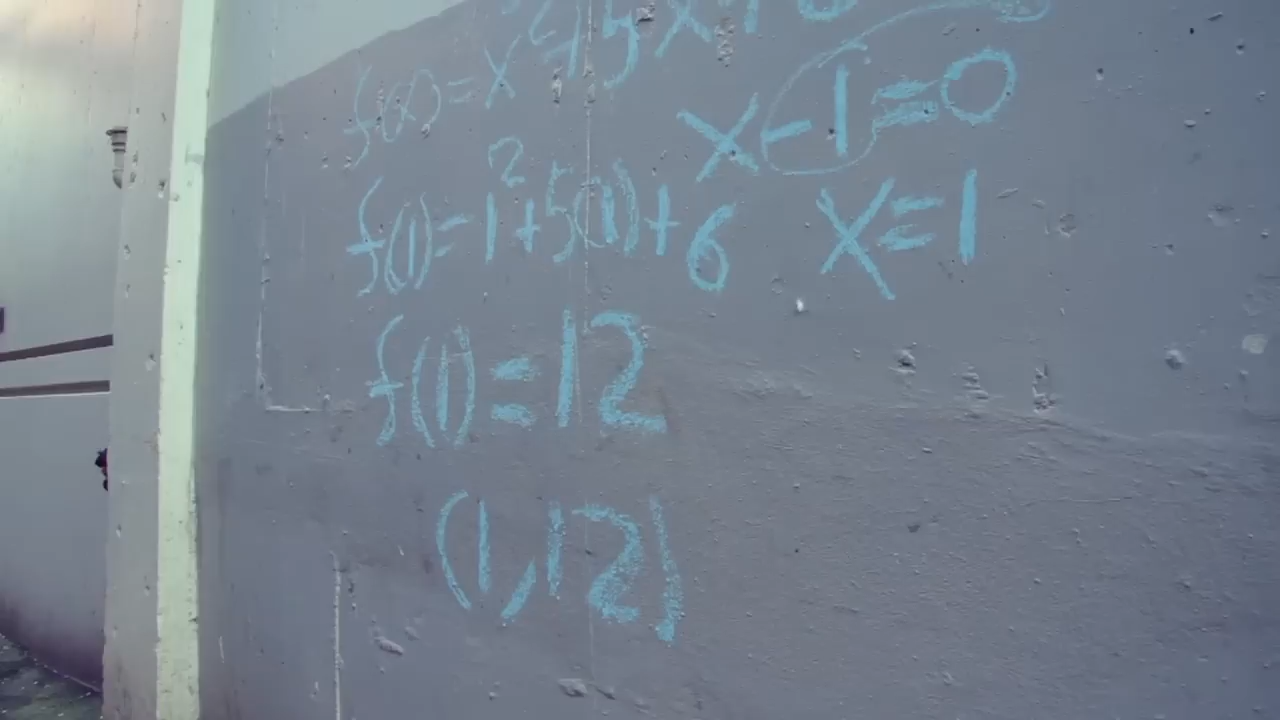 f(x) = x²+5x+6
x-1=0
f(1)=1²+5(1)+6
x=1
f(1)=12
(1,12)